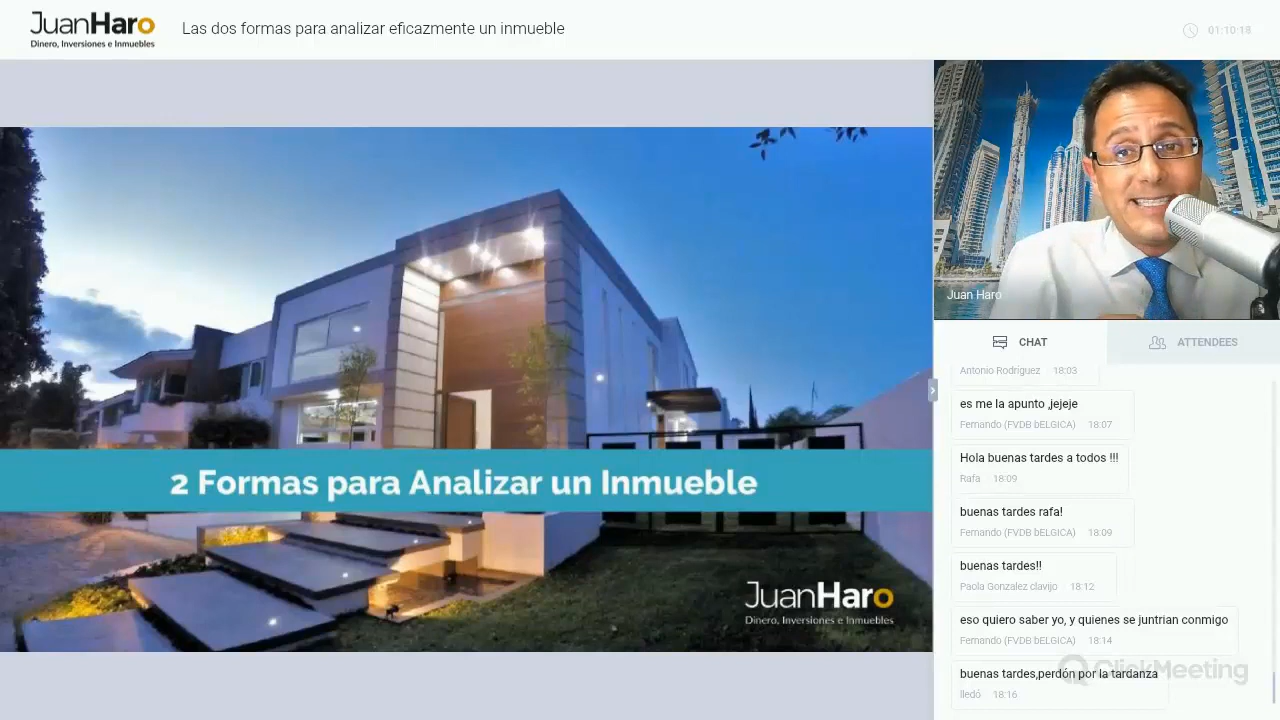 JuanHaro
Dinero, Inversiones e Inmuebles
Las dos formas para analizar eficazmente un inmueble
01:10:18
2 Formas para Analizar un Inmueble
JuanHaro
Dinero, Inversiones e Inmuebles
Juan Haro
CHAT
ATTENDEES
Antonio Rodriguez 18:03
es me la apunto ,jejeje
Fernando (FVDB bELGICA) 18:07
Hola buenas tardes a todos !!!
Rafa 18:09
buenas tardes rafa!
Fernando (FVDB bELGICA) 18:09
buenas tardes!!
Paola Gonzalez clavijo 18:12
eso quiero saber yo, y quienes se juntrian conmigo
Fernando (FVDB bELGICA) 18:14
buenas tardes,perdón por la tardanza
lledó 18:16
ClickMeeting